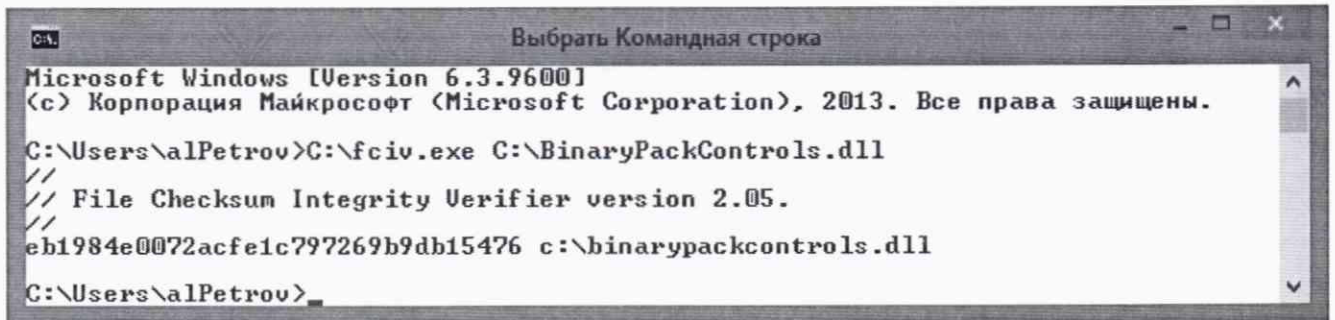 Выбрать Командная строка
Microsoft Windows [Version 6.3.9600]
(c) Корпорация Майкрософт (Microsoft Corporation), 2013. Все права защищены.
C:\Users\alPetrov>C:\fciv.exe C:\BinaryPackControls.dll
//
// File Checksum Integrity Verifier version 2.05.
//
eb1984e0072acfe1c797269b9db15476 c:\binarypackcontrols.dll
C:\Users\alPetrov>_